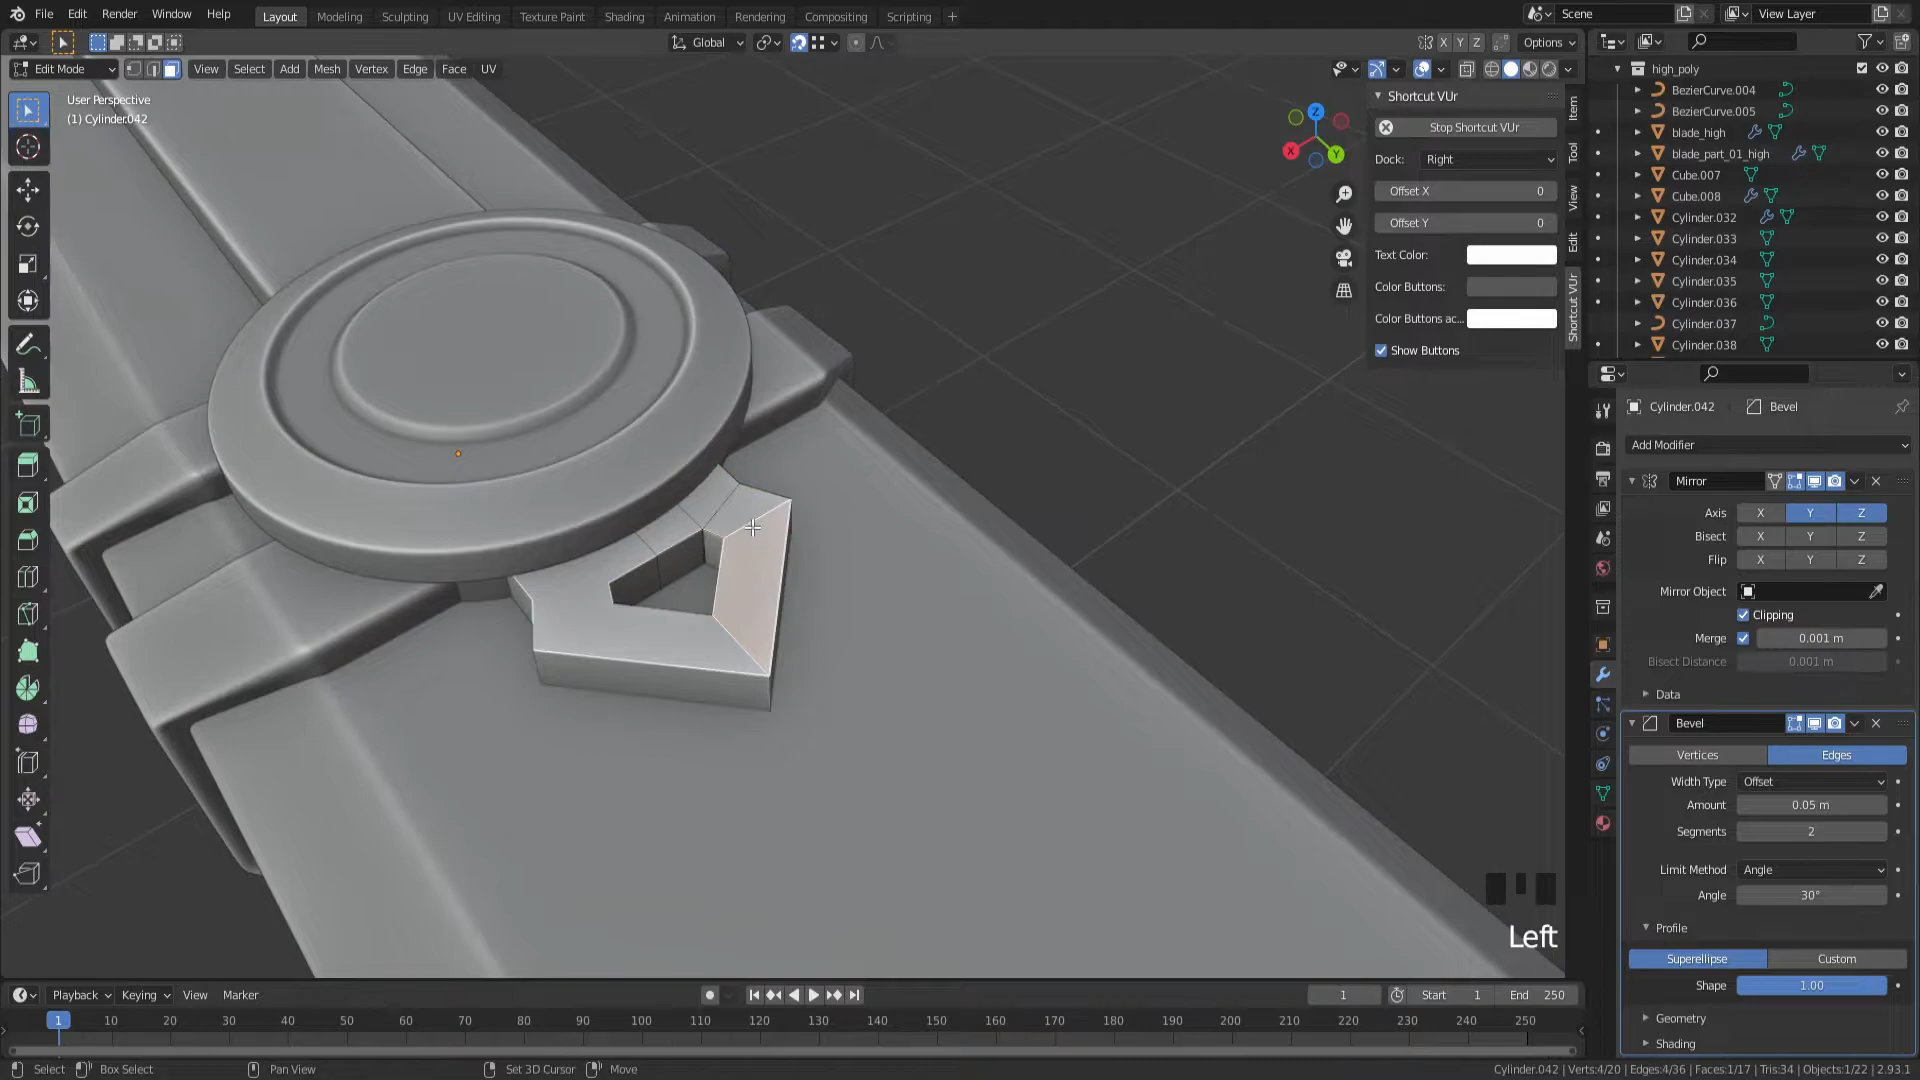 File Edit Render Window Help Layout Modeling Sculpting UV Editing Texture Paint Shading Animation Rendering Compositing Scripting + Scene View Layer
Global Options
X Y Z
Edit Mode View Select Add Mesh Vertex Edge Face UV
User Perspective
(1) Cylinder.042
Z
X
Y
Shortcut VUr
Stop Shortcut VUr
Dock: Right
Offset X 0
Offset Y 0
Text Color:
Color Buttons:
Color Buttons ac...
Show Buttons
Item
Tool
View
Edit
Shortcut VUr
high_poly
BezierCurve.004
BezierCurve.005
blade_high
blade_part_01_high
Cube.007
Cube.008
Cylinder.032
Cylinder.033
Cylinder.034
Cylinder.035
Cylinder.036
Cylinder.037
Cylinder.038
Cylinder.042 Bevel
Add Modifier
Mirror
Axis X Y Z
Bisect X Y Z
Flip X Y Z
Mirror Object
Clipping
Merge 0.001 m
Bisect Distance 0.001 m
Data
Bevel
Vertices Edges
Width Type Offset
Amount 0.05 m
Segments 2
Limit Method Angle
Angle 30°
Profile
Superellipse Custom
Shape 1.00
Geometry
Shading
Left
Playback Keying View Marker 1 Start 1 End 250
1 10 20 30 40 50 60 70 80 90 100 110 120 130 140 150 160 170 180 190 200 210 220 230 240 250
Select Box Select Pan View Set 3D Cursor Move Cylinder.042 | Verts:4/20 | Edges:4/36 | Faces:1/17 | Tris:34 | Objects:1/22 | 2.93.1